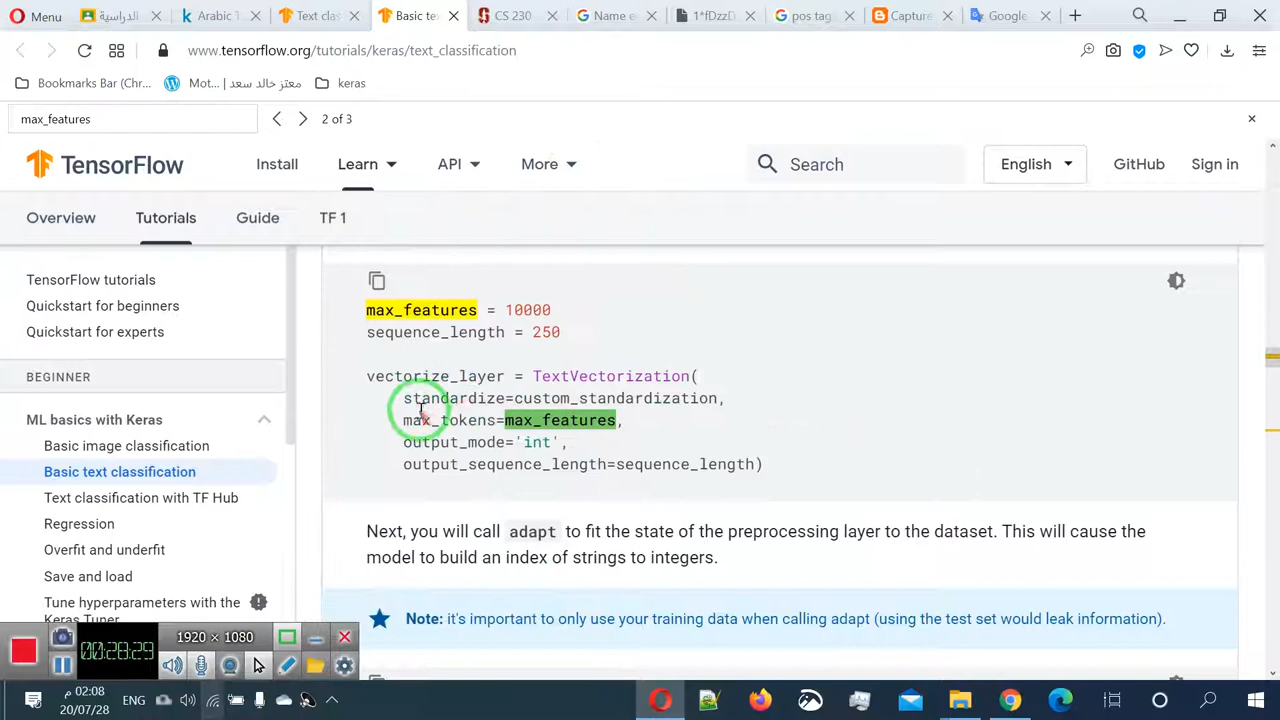 Menu
الدراسية
Arabic T
Text clas
Basic te
CS 230
Name e
1*fDzzD
pos tag
Capture
Google
www.tensorflow.org/tutorials/keras/text_classification
Bookmarks Bar (Chr...
Mot... | معتز خالد سعد
keras
max_features
2 of 3
TensorFlow
Install
Learn
API
More
Search
English
GitHub
Sign in
Overview
Tutorials
Guide
TF 1
TensorFlow tutorials
Quickstart for beginners
Quickstart for experts
BEGINNER
ML basics with Keras
Basic image classification
Basic text classification
Text classification with TF Hub
Regression
Overfit and underfit
Save and load
Tune hyperparameters with the
Keras Tuner
max_features = 10000
sequence_length = 250
vectorize_layer = TextVectorization(
standardize=custom_standardization,
max_tokens=max_features,
output_mode='int',
output_sequence_length=sequence_length)
Next, you will call adapt to fit the state of the preprocessing layer to the dataset. This will cause the
model to build an index of strings to integers.
Note: it's important to only use your training data when calling adapt (using the test set would leak information).
1920 × 1080
00:28:29
02:08 م
20/07/28
ENG